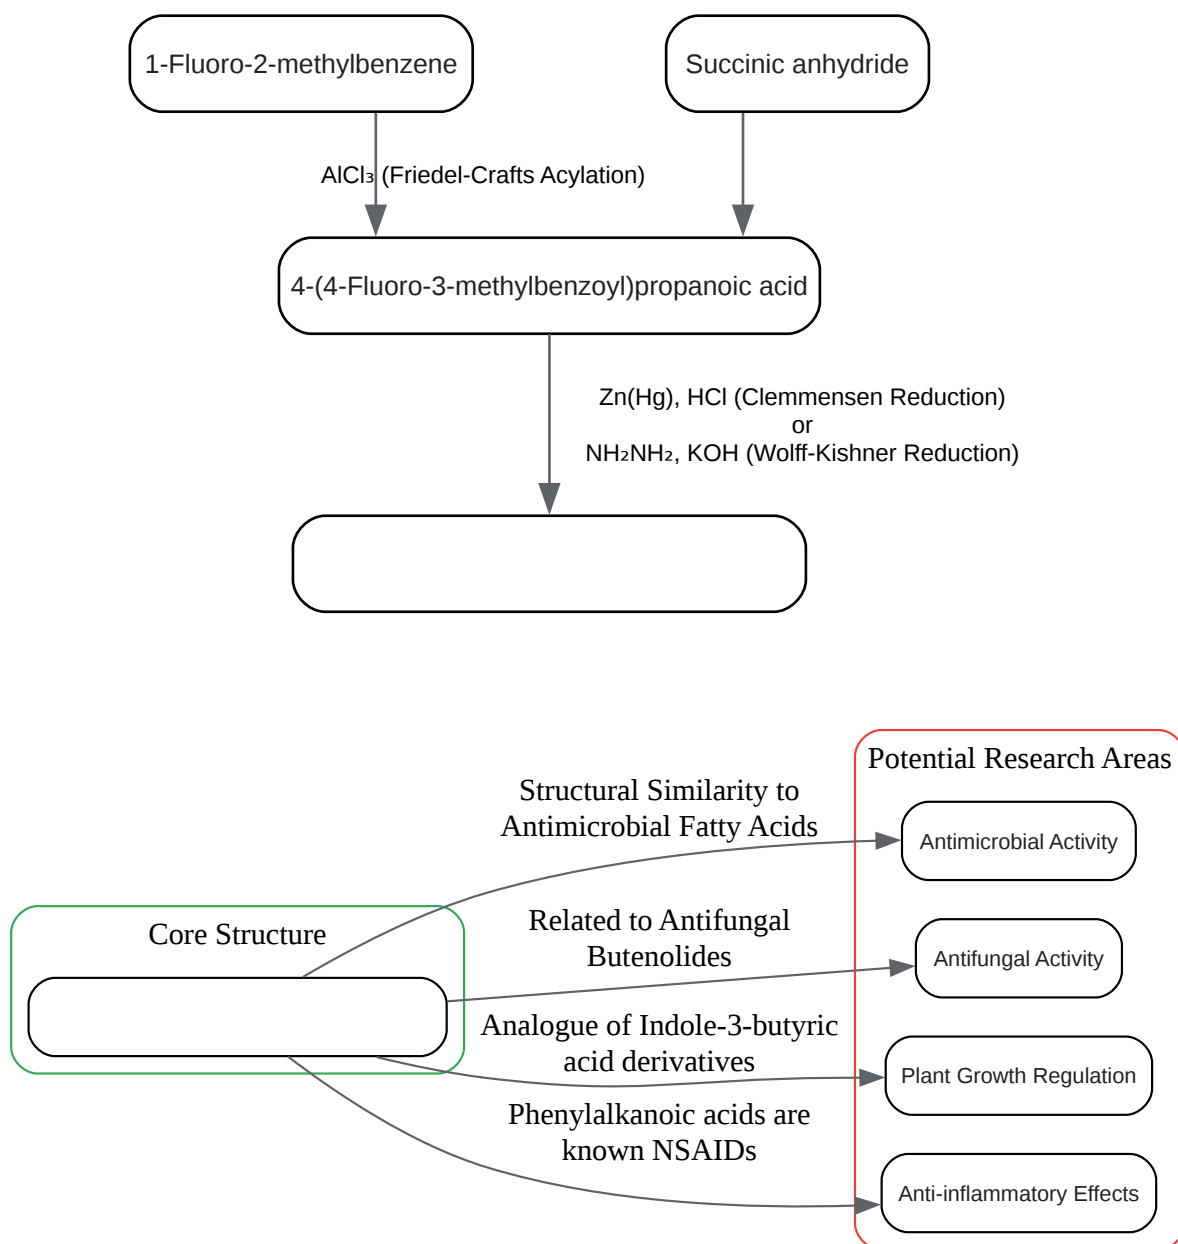 1-Fluoro-2-methylbenzene
Succinic anhydride
AlCl₃ (Friedel-Crafts Acylation)
4-(4-Fluoro-3-methylbenzoyl)propanoic acid
Zn(Hg), HCl (Clemmensen Reduction)
or
NH₂NH₂, KOH (Wolff-Kishner Reduction)
Potential Research Areas
Structural Similarity to
Antimicrobial Fatty Acids
Antimicrobial Activity
Core Structure
Related to Antifungal
Butenolides
Antifungal Activity
Analogue of Indole-3-butyric
acid derivatives
Plant Growth Regulation
Phenylalkanoic acids are
known NSAIDs
Anti-inflammatory Effects